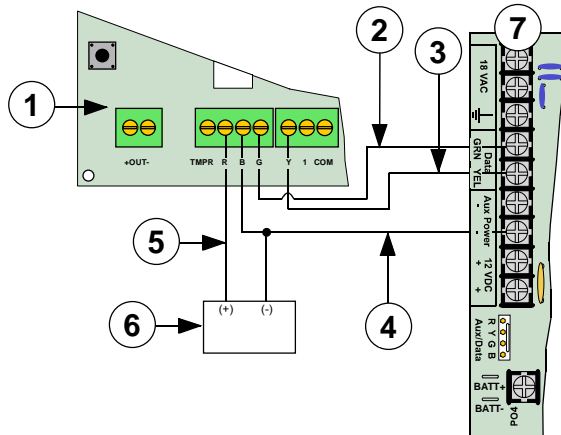 1
2
3
4
5
6
7
+OUT-
TMPR R B G Y 1 COM
(+) (-)
18 VAC
GRN YEL
Data
- -
Aux Power
+ +
12 VDC
R Y G B
Aux/Data
BATT+
BATT-
PO4